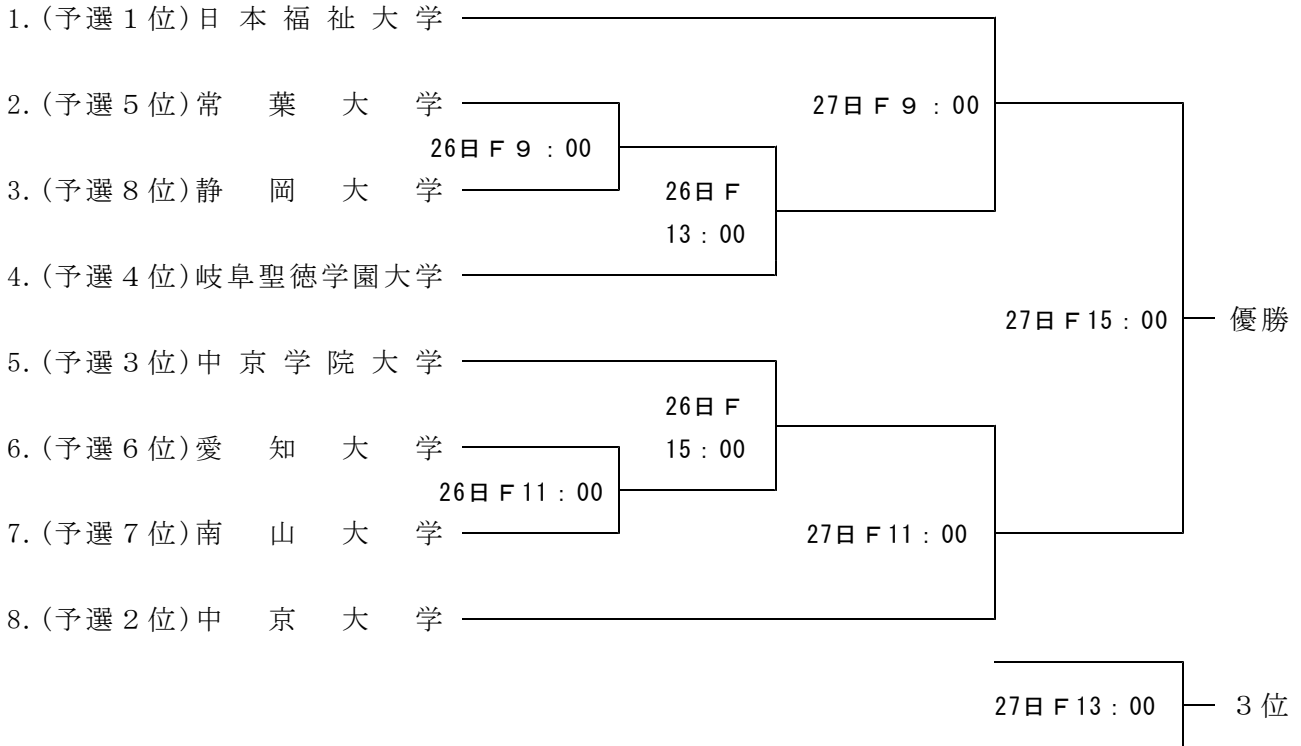 1.(予選1位)日本福祉大学
2.(予選5位)常葉大学
27日F9:00
26日F9:00
3.(予選8位)静岡大学
26日F
13:00
4.(予選4位)岐阜聖徳学園大学
27日F15:00
優勝
5.(予選3位)中京学院大学
26日F
15:00
6.(予選6位)愛知大学
26日F11:00
7.(予選7位)南山大学
27日F11:00
8.(予選2位)中京大学
27日F13:00
3位